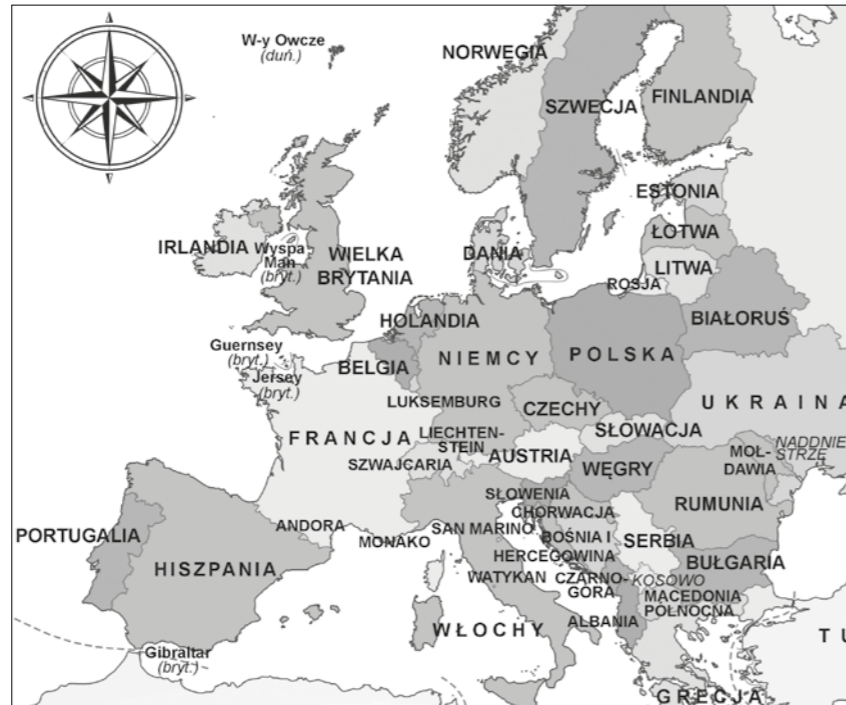 W-y Owcze
(duń.)
NORWEGIA
SZWECJA
FINLANDIA
ESTONIA
ŁOTWA
LITWA
ROSJA
IRLANDIA
Wyspa
Man
(bryt.)
WIELKA
BRYTANIA
DANIA
BIAŁORUŚ
HOLANDIA
Guernsey
(bryt.)
Jersey
(bryt.)
BELGIA
NIEMCY
POLSKA
LUKSEMBURG
CZECHY
UKRAINA
FRANCJA
LIECHTEN-
STEIN
SŁOWACJA
NADDNIE
STRZE
SZWAJCARIA
AUSTRIA
WĘGRY
MOŁ-
DAWIA
SŁOWENIA
CHORWACJA
RUMUNIA
PORTUGALIA
ANDORA
MONAKO
SAN MARINO
BOŚNIA I
HERCEGOWINA
SERBIA
BUŁGARIA
HISZPANIA
WATYKAN
CZARNO-
GÓRA
KOSOWO
MACEDONIA
PÓŁNOCNA
WŁOCHY
ALBANIA
Gibraltar
(bryt.)
TU
GRECJA